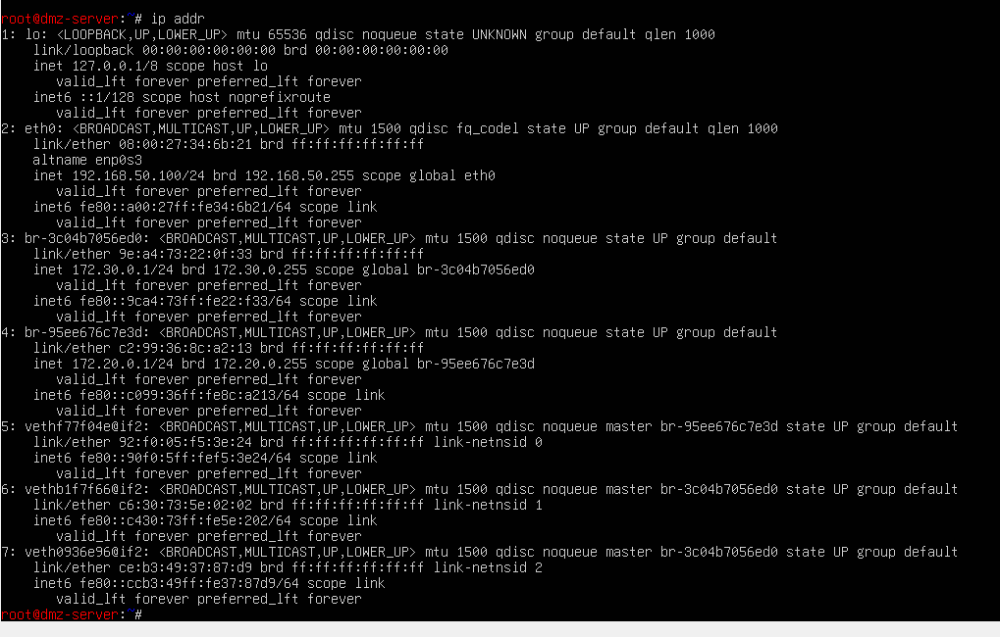 root@dmz-server:~# ip addr
1: lo: <LOOPBACK,UP,LOWER_UP> mtu 65536 qdisc noqueue state UNKNOWN group default qlen 1000
    link/loopback 00:00:00:00:00:00 brd 00:00:00:00:00:00
    inet 127.0.0.1/8 scope host lo
       valid_lft forever preferred_lft forever
    inet6 ::1/128 scope host noprefixroute
       valid_lft forever preferred_lft forever
2: eth0: <BROADCAST,MULTICAST,UP,LOWER_UP> mtu 1500 qdisc fq_codel state UP group default qlen 1000
    link/ether 08:00:27:34:6b:21 brd ff:ff:ff:ff:ff:ff
    altname enp0s3
    inet 192.168.50.100/24 brd 192.168.50.255 scope global eth0
       valid_lft forever preferred_lft forever
    inet6 fe80::a00:27ff:fe34:6b21/64 scope link
       valid_lft forever preferred_lft forever
3: br-3c04b7056ed0: <BROADCAST,MULTICAST,UP,LOWER_UP> mtu 1500 qdisc noqueue state UP group default
    link/ether 9e:a4:73:22:0f:33 brd ff:ff:ff:ff:ff:ff
    inet 172.30.0.1/24 brd 172.30.0.255 scope global br-3c04b7056ed0
       valid_lft forever preferred_lft forever
    inet6 fe80::9ca4:73ff:fe22:f33/64 scope link
       valid_lft forever preferred_lft forever
4: br-95ee676c7e3d: <BROADCAST,MULTICAST,UP,LOWER_UP> mtu 1500 qdisc noqueue state UP group default
    link/ether c2:99:36:8c:a2:13 brd ff:ff:ff:ff:ff:ff
    inet 172.20.0.1/24 brd 172.20.0.255 scope global br-95ee676c7e3d
       valid_lft forever preferred_lft forever
    inet6 fe80::c099:36ff:fe8c:a213/64 scope link
       valid_lft forever preferred_lft forever
5: vethf77f04e@if2: <BROADCAST,MULTICAST,UP,LOWER_UP> mtu 1500 qdisc noqueue master br-95ee676c7e3d state UP group default
    link/ether 92:f0:05:f5:3e:24 brd ff:ff:ff:ff:ff:ff link-netnsid 0
    inet6 fe80::90f0:5ff:fef5:3e24/64 scope link
       valid_lft forever preferred_lft forever
6: vethb1f7f66@if2: <BROADCAST,MULTICAST,UP,LOWER_UP> mtu 1500 qdisc noqueue master br-3c04b7056ed0 state UP group default
    link/ether c6:30:73:5e:02:02 brd ff:ff:ff:ff:ff:ff link-netnsid 1
    inet6 fe80::c430:73ff:fe5e:202/64 scope link
       valid_lft forever preferred_lft forever
7: veth0936e96@if2: <BROADCAST,MULTICAST,UP,LOWER_UP> mtu 1500 qdisc noqueue master br-3c04b7056ed0 state UP group default
    link/ether ce:b3:49:37:87:d9 brd ff:ff:ff:ff:ff:ff link-netnsid 2
    inet6 fe80::ccb3:49ff:fe37:87d9/64 scope link
       valid_lft forever preferred_lft forever
root@dmz-server:~#